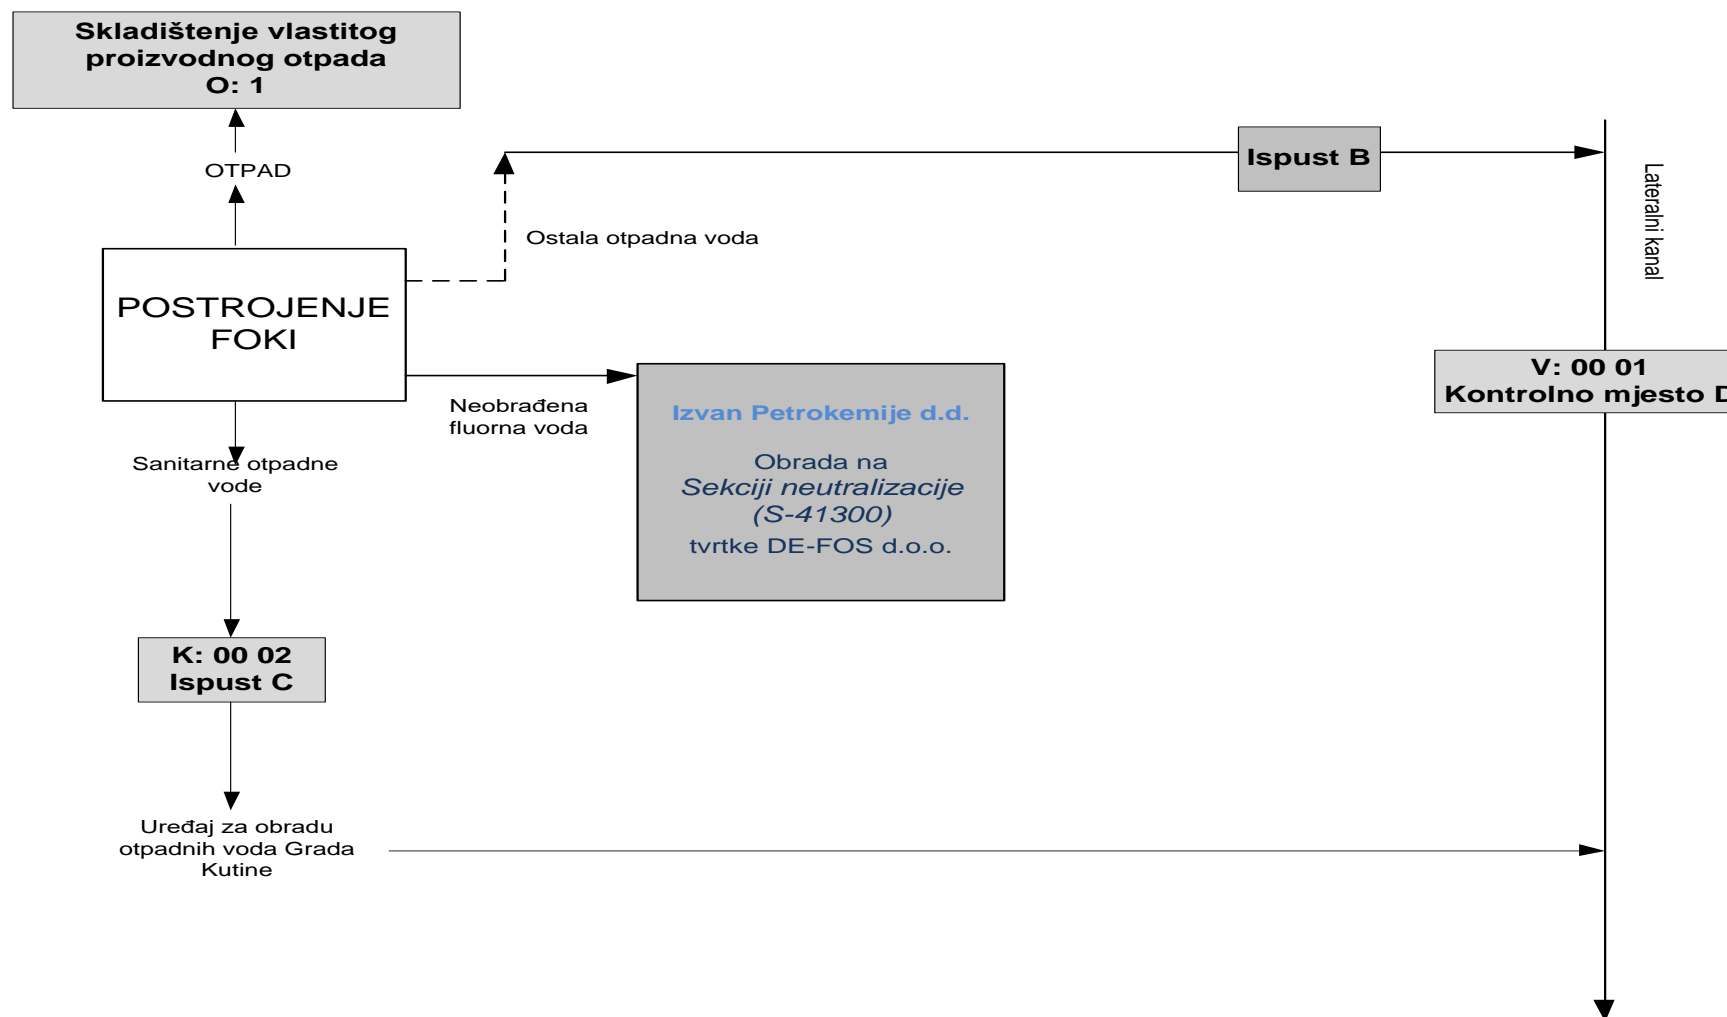 Skladištenje vlastitog
proizvodnog otpada
O: 1
OTPAD
Ispust B
Lateralni kanal
Ostala otpadna voda
POSTROJENJE
FOKI
V: 00 01
Kontrolno mjesto D
Neobrađena
fluorna voda
Izvan Petrokemije d.d.
Obrada na
Sekciji neutralizacije
(S-41300)
tvrtke DE-FOS d.o.o.
Sanitarne otpadne
vode
K: 00 02
Ispust C
Uređaj za obradu
otpadnih voda Grada
Kutine